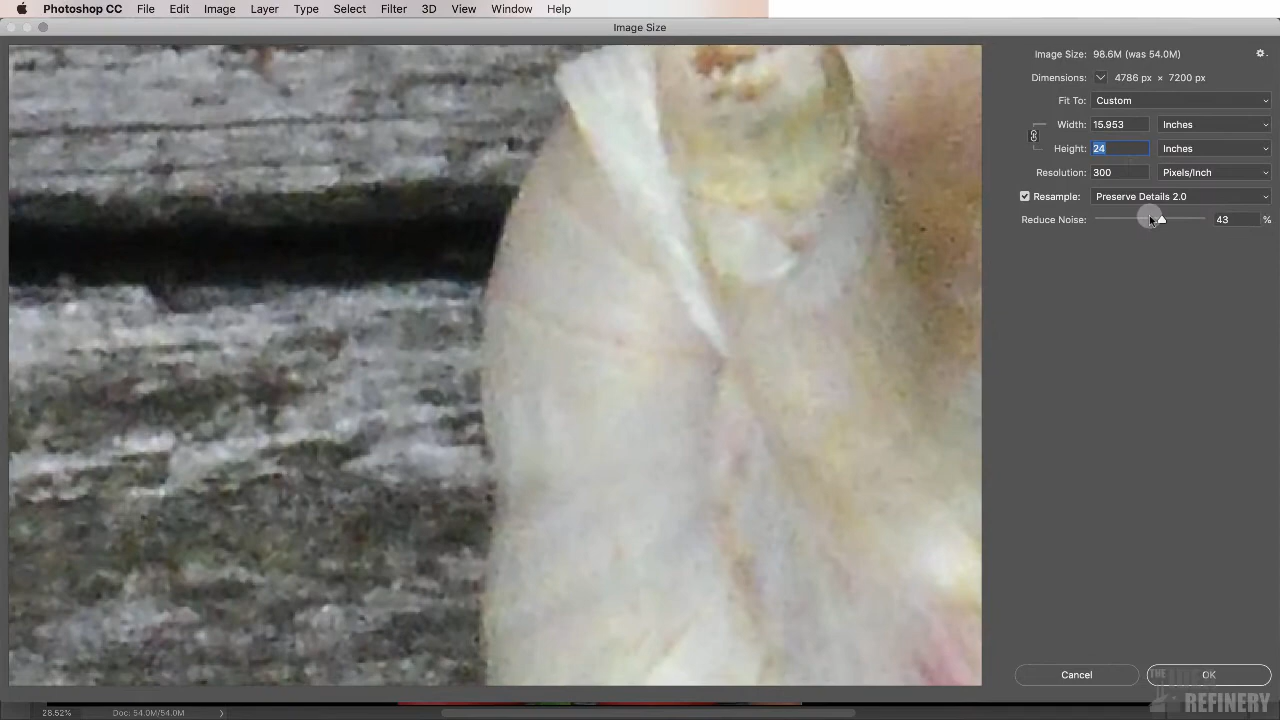 Photoshop CC File Edit Image Layer Type Select Filter 3D View Window Help
Image Size
Image Size: 98.6M (was 54.0M)
Dimensions: 4786 px × 7200 px
Fit To: Custom
Width: 15.953 Inches
Height: 24 Inches
Resolution: 300 Pixels/Inch
Resample: Preserve Details 2.0
Reduce Noise: 43 %
Cancel OK
THE
REFINERY
28.52% Doc: 54.0M/54.0M